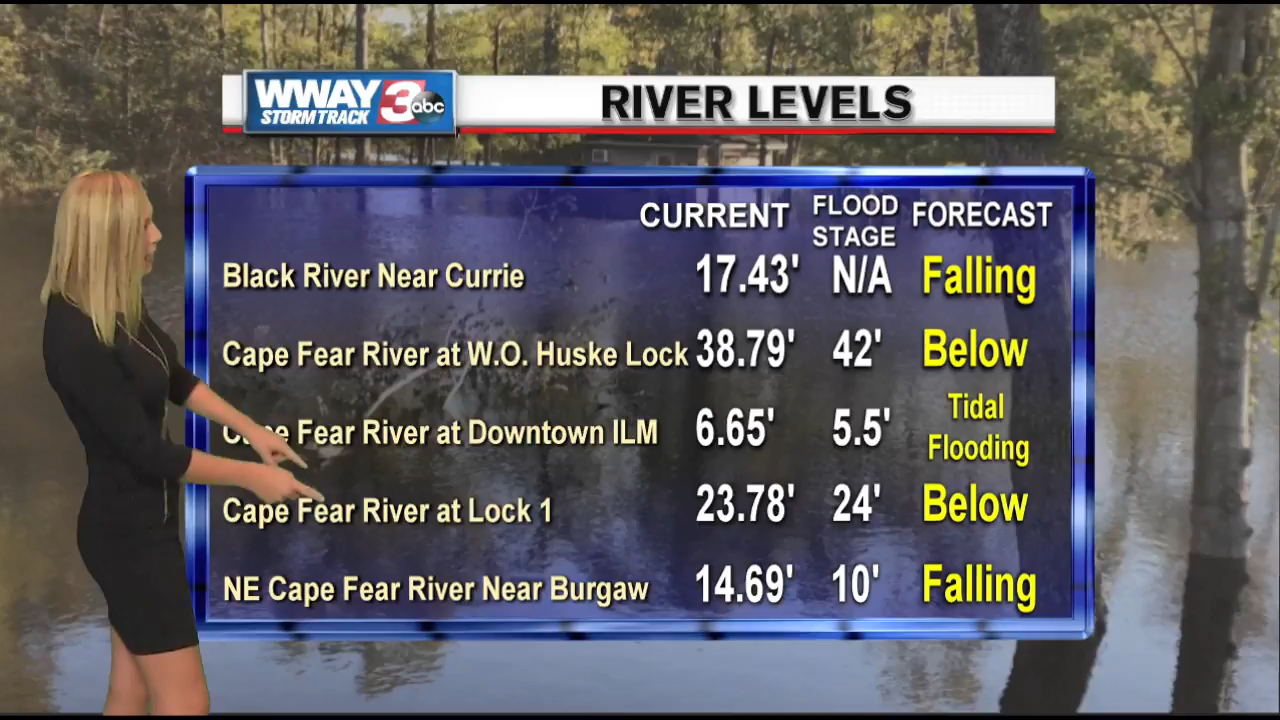 WWAY 3 abc
STORMTRACK
RIVER LEVELS
CURRENT FLOOD STAGE FORECAST
Black River Near Currie 17.43' N/A Falling
Cape Fear River at W.O. Huske Lock 38.79' 42' Below
Cape Fear River at Downtown ILM 6.65' 5.5' Tidal Flooding
Cape Fear River at Lock 1 23.78' 24' Below
NE Cape Fear River Near Burgaw 14.69' 10' Falling